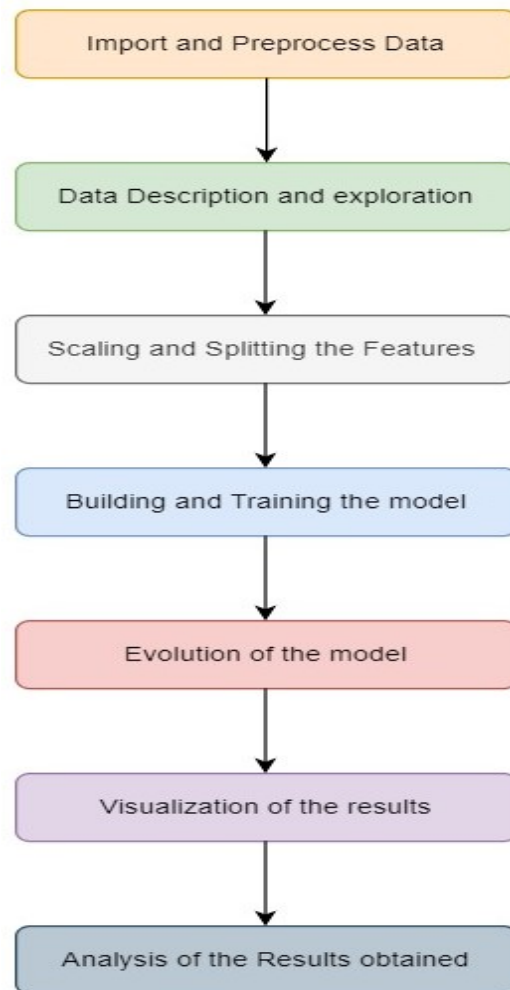 Import and Preprocess Data
Data Description and exploration
Scaling and Splitting the Features
Building and Training the model
Evolution of the model
Visualization of the results
Analysis of the Results obtained